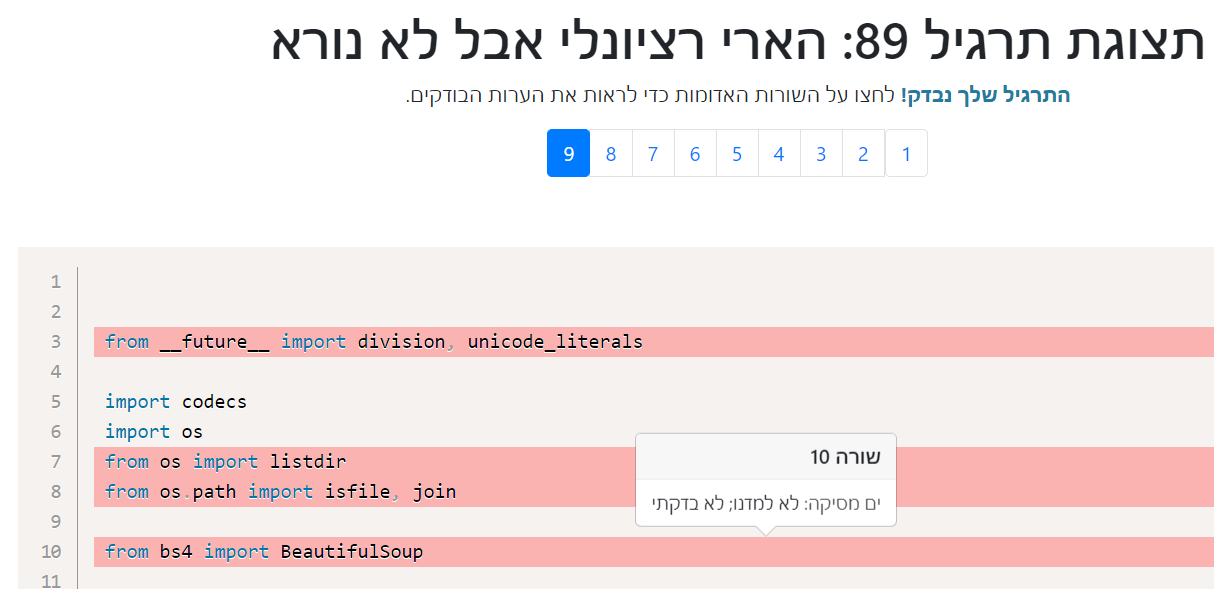 תצוגת תרגיל 89: הארי רציונלי אבל לא נורא
התרגיל שלך נבדק! לחצו על השורות האדומות כדי לראות את הערות הבודקים.
1 2 3 4 5 6 7 8 9
1
2
3 from __future__ import division, unicode_literals
4
5 import codecs
6 import os
7 from os import listdir
8 from os.path import isfile, join
9
10 from bs4 import BeautifulSoup
11
שורה 10
ים מסיקה: לא למדנו; לא בדקתי